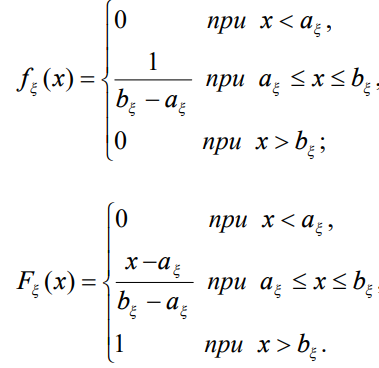 0 при x < a_ξ,
f_ξ(x) = { 1/(b_ξ − a_ξ) при a_ξ ≤ x ≤ b_ξ,
0 при x > b_ξ;
0 при x < a_ξ,
F_ξ(x) = { (x − a_ξ)/(b_ξ − a_ξ) при a_ξ ≤ x ≤ b_ξ,
1 при x > b_ξ.